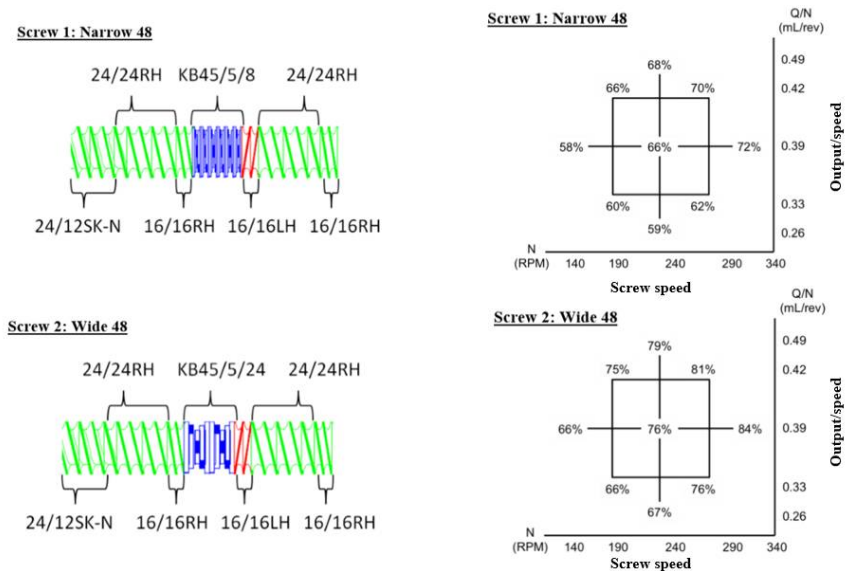 Screw 1: Narrow 48
24/24RH KB45/5/8 24/24RH
24/12SK-N 16/16RH 16/16LH 16/16RH
Screw 1: Narrow 48
Q/N
(mL/rev)
68%
0.49
66% 70%
0.42
58% 66% 72%
0.39
60% 62%
0.33
59%
0.26
Output/speed
N
(RPM) 140 190 240 290 340
Screw speed
Screw 2: Wide 48
24/24RH KB45/5/24 24/24RH
24/12SK-N 16/16RH 16/16LH 16/16RH
Screw 2: Wide 48
Q/N
(mL/rev)
79%
0.49
75% 81%
0.42
66% 76% 84%
0.39
66% 76%
0.33
67%
0.26
Output/speed
N
(RPM) 140 190 240 290 340
Screw speed